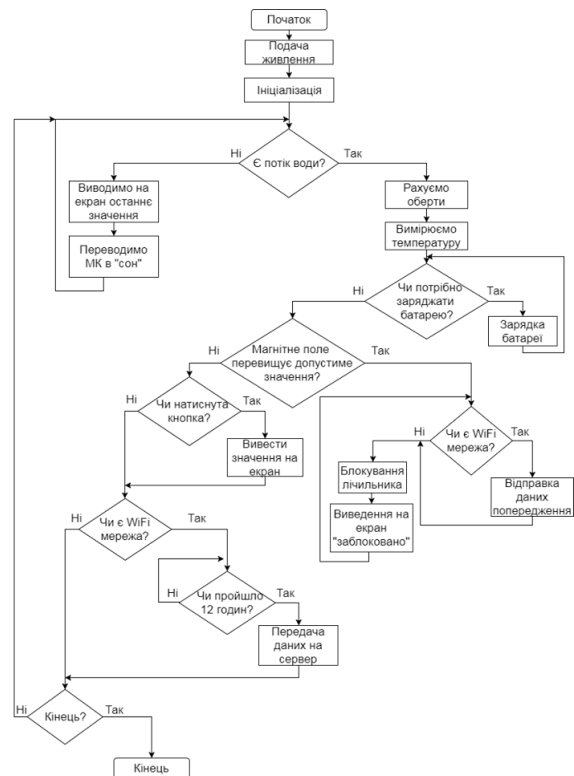 Початок
Подача
живлення
Ініціалізація
Є потік води?
Ні
Так
Виводимо на
екран останнє
значення
Переводимо
МК в "сон"
Рахуємо
оберти
Вимірюємо
температуру
Чи потрібно
заряджати
батарею?
Ні
Так
Зарядка
батареї
Магнітне поле
перевищує допустиме
значення?
Ні
Так
Чи натиснута
кнопка?
Ні
Так
Вивести
значення на
екран
Чи є WiFi
мережа?
Ні
Так
Блокування
лічильника
Виведення на
екран
"заблоковано"
Відправка
даних
попередження
Чи є WiFi
мережа?
Ні
Так
Чи пройшло
12 годин?
Ні
Так
Передача
даних на
сервер
Кінець?
Ні
Так
Кінець